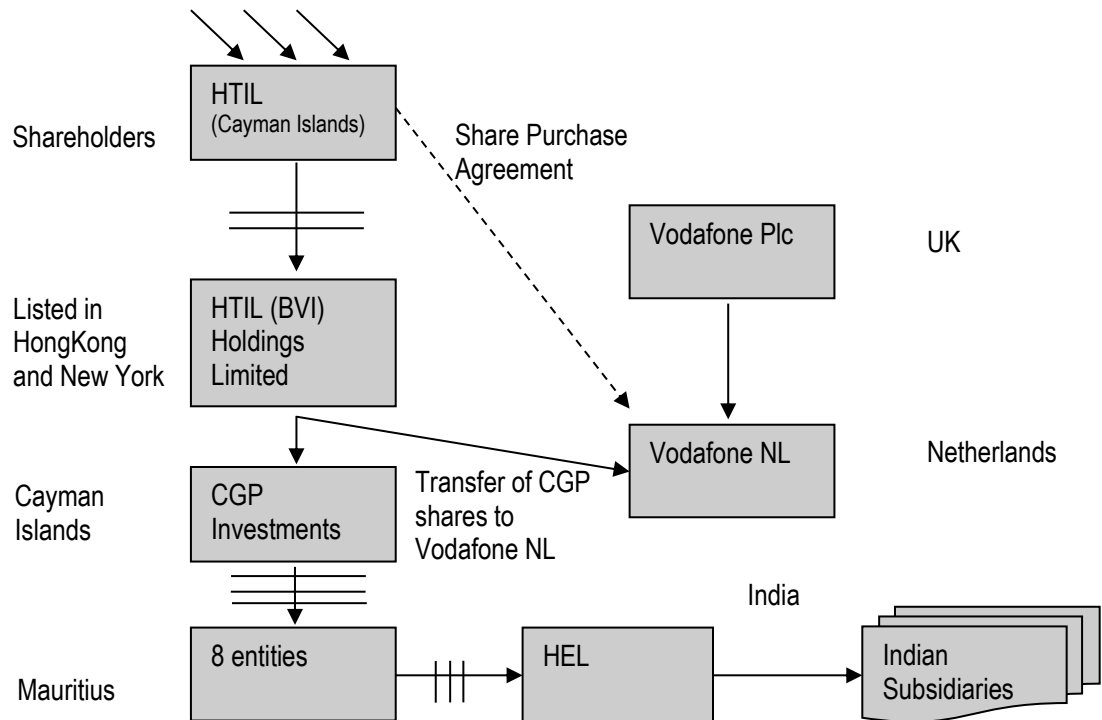 HTIL
(Cayman Islands)
Shareholders
Share Purchase
Agreement
Vodafone Plc
UK
Listed in
HongKong
and New York
HTIL (BVI)
Holdings
Limited
Vodafone NL
Netherlands
Cayman
Islands
CGP
Investments
Transfer of CGP
shares to
Vodafone NL
India
Mauritius
8 entities
HEL
Indian
Subsidiaries